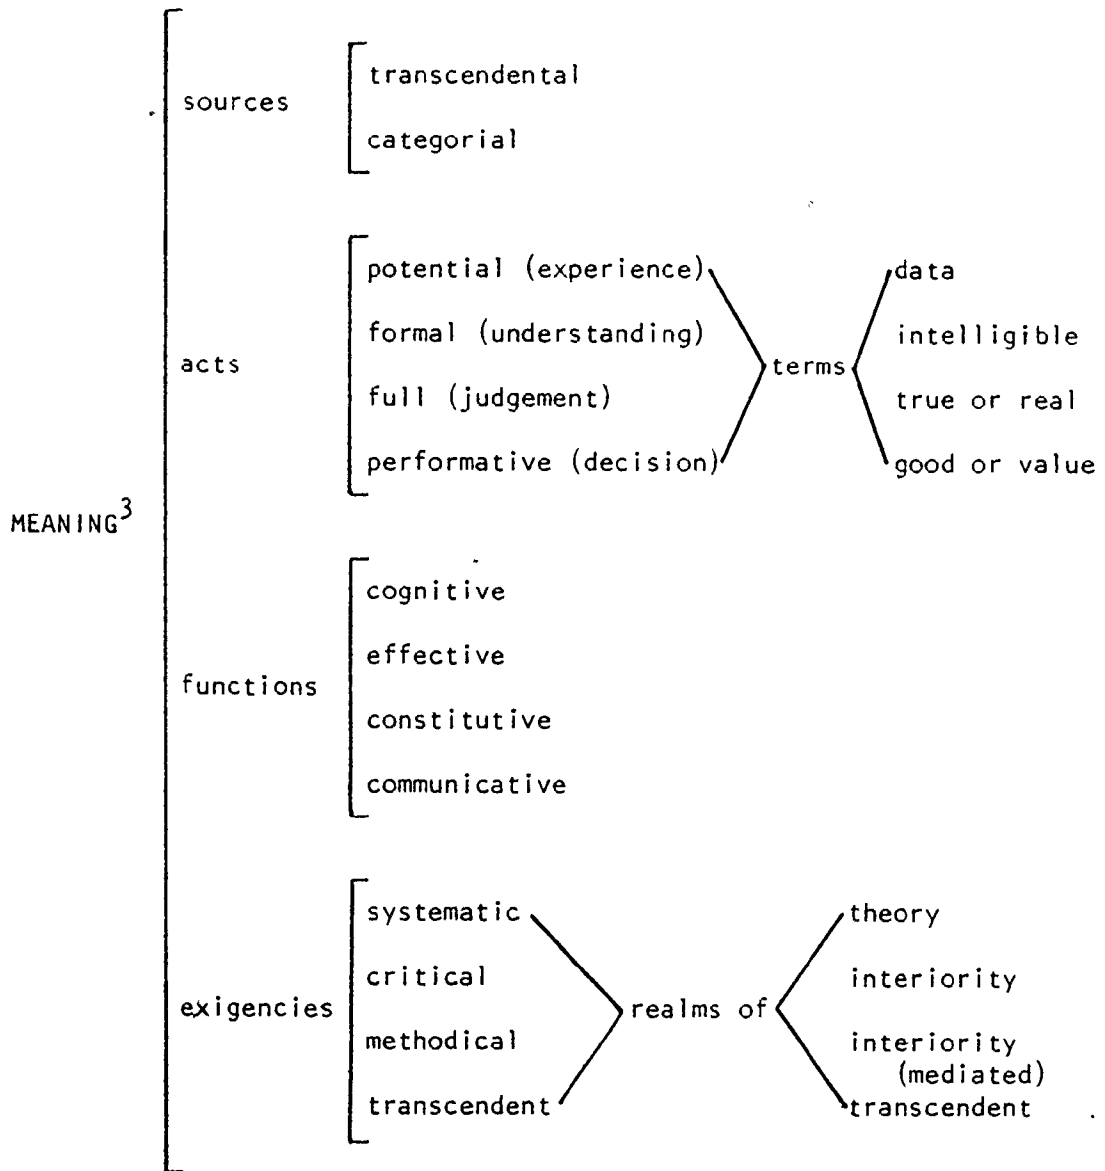 transcendental
sources
categorial
potential (experience) data
formal (understanding) intelligible
acts terms
full (judgement) true or real
performative (decision) good or value
MEANING³
cognitive
effective
functions
constitutive
communicative
systematic theory
critical interiority
exigencies realms of
methodical interiority
(mediated)
transcendent transcendent